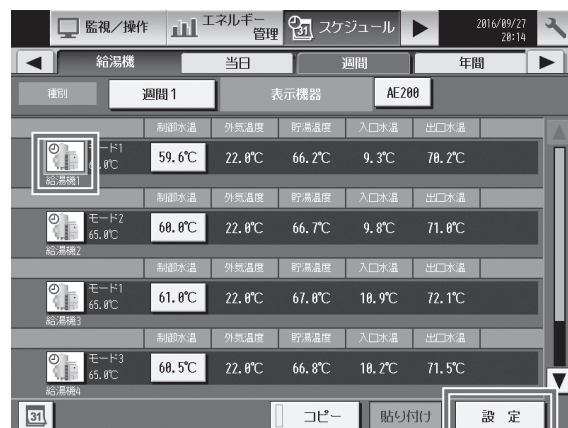 監視／操作 エネルギー管理 31 スケジュール 2016/09/27 20:14
給湯機 当日 週間 年間
種別 週間1 表示機器 AE200
制御水温 外気温度 貯湯温度 入口水温 出口水温
モード1 59.6℃ 22.0℃ 66.2℃ 9.3℃ 70.2℃
給湯機1
制御水温 外気温度 貯湯温度 入口水温 出口水温
モード2 60.0℃ 22.0℃ 66.7℃ 9.8℃ 71.0℃
65.0℃
給湯機2
制御水温 外気温度 貯湯温度 入口水温 出口水温
モード1 61.0℃ 22.0℃ 67.0℃ 10.9℃ 72.1℃
65.0℃
給湯機3
制御水温 外気温度 貯湯温度 入口水温 出口水温
モード3 60.5℃ 22.0℃ 66.8℃ 10.2℃ 71.5℃
65.0℃
給湯機4
31 コピー 貼り付け 設定